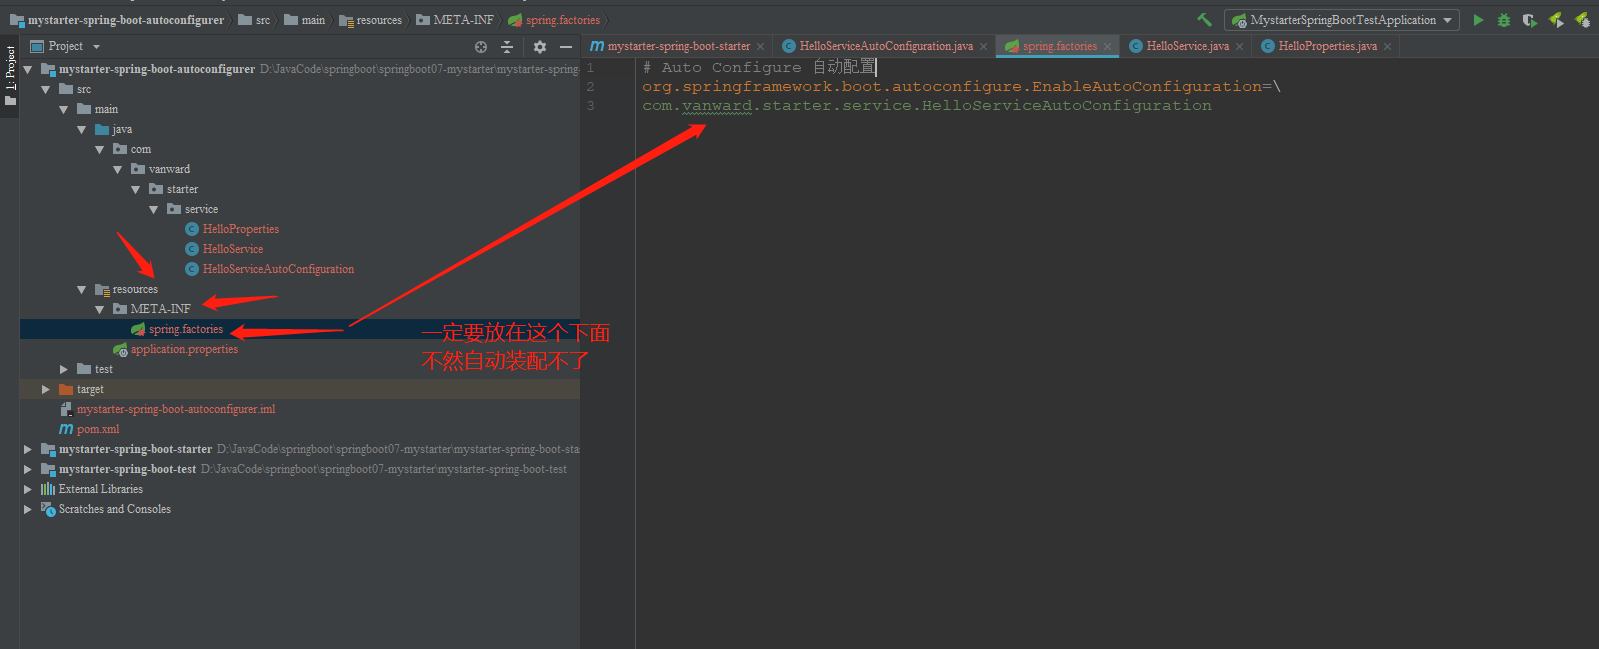 mystarter-spring-boot-autoconfigurer src main resources META-INF spring.factories MystarterSpringBootTestApplication
1: Project
Project
mystarter-spring-boot-starter HelloServiceAutoConfiguration.java spring.factories HelloService.java HelloProperties.java
mystarter-spring-boot-autoconfigurer D:\JavaCode\springboot\springboot07-mystarter\mystarter-spring-
src
main
java
com
vanward
starter
service
HelloProperties
HelloService
HelloServiceAutoConfiguration
resources
META-INF
spring.factories
application.properties
test
target
mystarter-spring-boot-autoconfigurer.iml
pom.xml
mystarter-spring-boot-starter D:\JavaCode\springboot\springboot07-mystarter\mystarter-spring-boot-sta
mystarter-spring-boot-test D:\JavaCode\springboot\springboot07-mystarter\mystarter-spring-boot-test
External Libraries
Scratches and Consoles
1 # Auto Configure 自动配置
2 org.springframework.boot.autoconfigure.EnableAutoConfiguration=\
3 com.vanward.starter.service.HelloServiceAutoConfiguration
一定要放在这个下面
不然自动装配不了